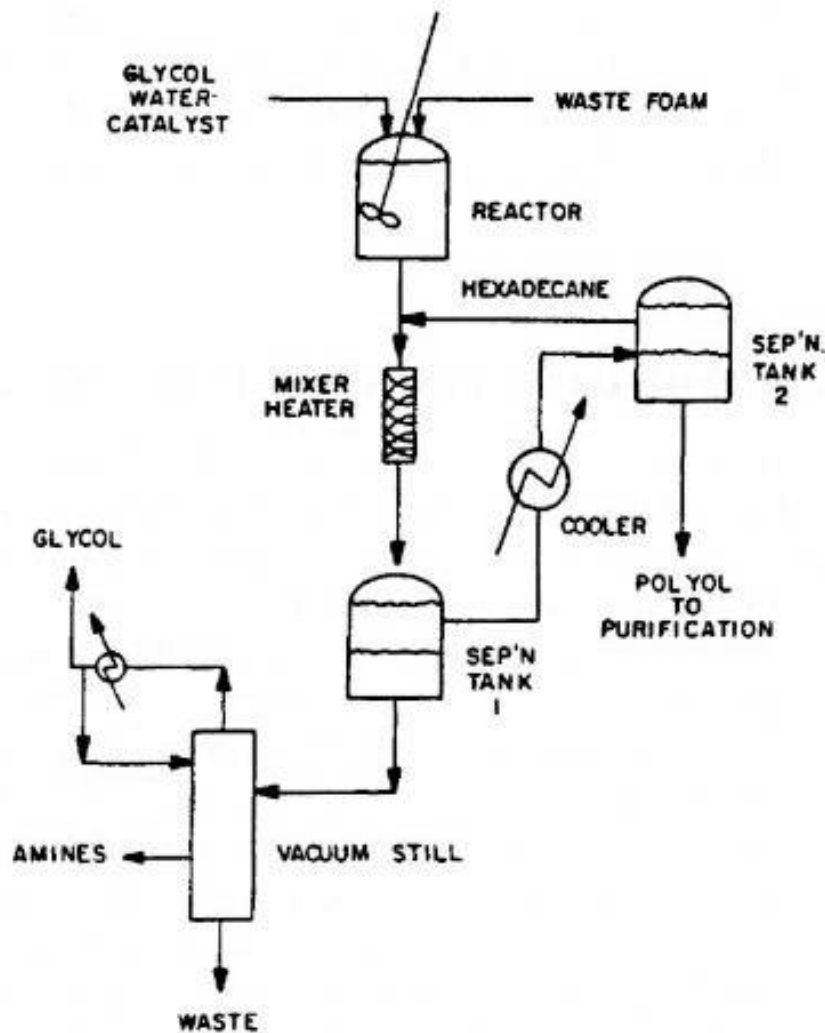 GLYCOL
WATER-
CATALYST
WASTE FOAM
REACTOR
HEXADECANE
SEP'N.
TANK
2
MIXER
HEATER
COOLER
GLYCOL
POLYOL
TO
PURIFICATION
SEP'N
TANK
1
AMINES
VACUUM STILL
WASTE